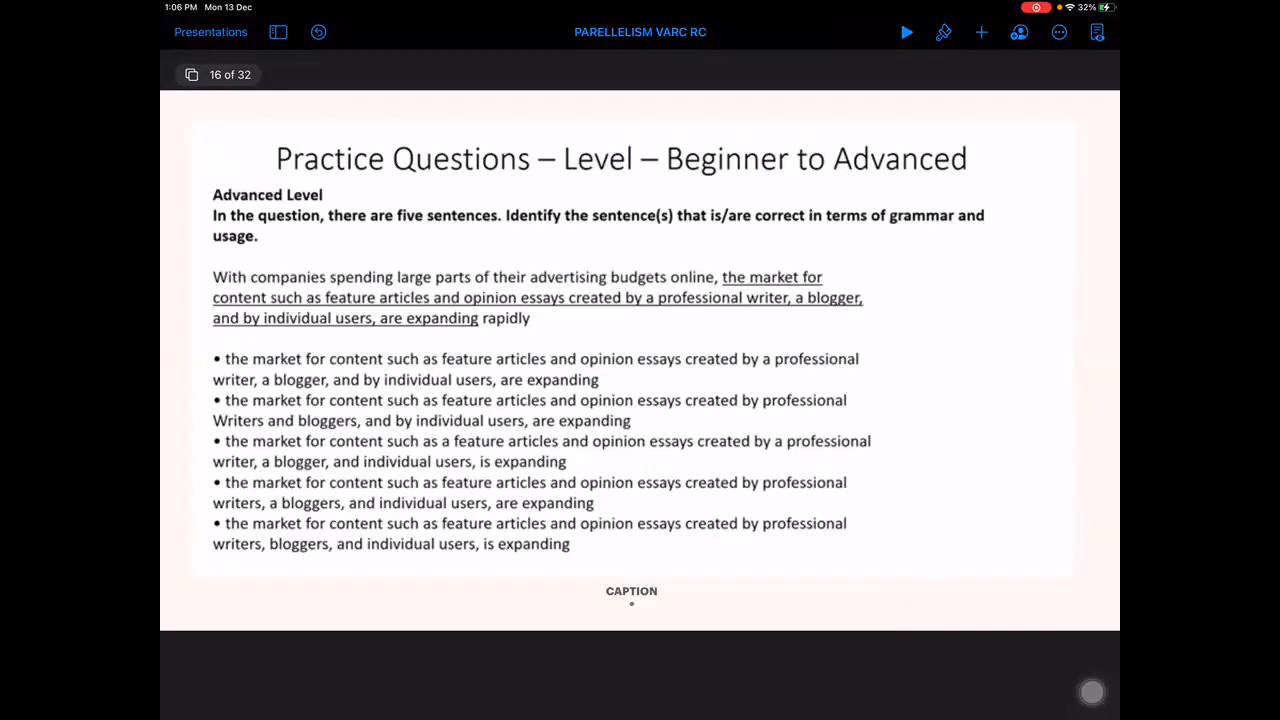 1:06 PM Mon 13 Dec
32%
Presentations
PARELLELISM VARC RC
16 of 32
Practice Questions – Level – Beginner to Advanced
Advanced Level
In the question, there are five sentences. Identify the sentence(s) that is/are correct in terms of grammar and
usage.
With companies spending large parts of their advertising budgets online, the market for
content such as feature articles and opinion essays created by a professional writer, a blogger,
and by individual users, are expanding rapidly
• the market for content such as feature articles and opinion essays created by a professional
writer, a blogger, and by individual users, are expanding
• the market for content such as feature articles and opinion essays created by professional
Writers and bloggers, and by individual users, are expanding
• the market for content such as a feature articles and opinion essays created by a professional
writer, a blogger, and individual users, is expanding
• the market for content such as feature articles and opinion essays created by professional
writers, a bloggers, and individual users, are expanding
• the market for content such as feature articles and opinion essays created by professional
writers, bloggers, and individual users, is expanding
CAPTION